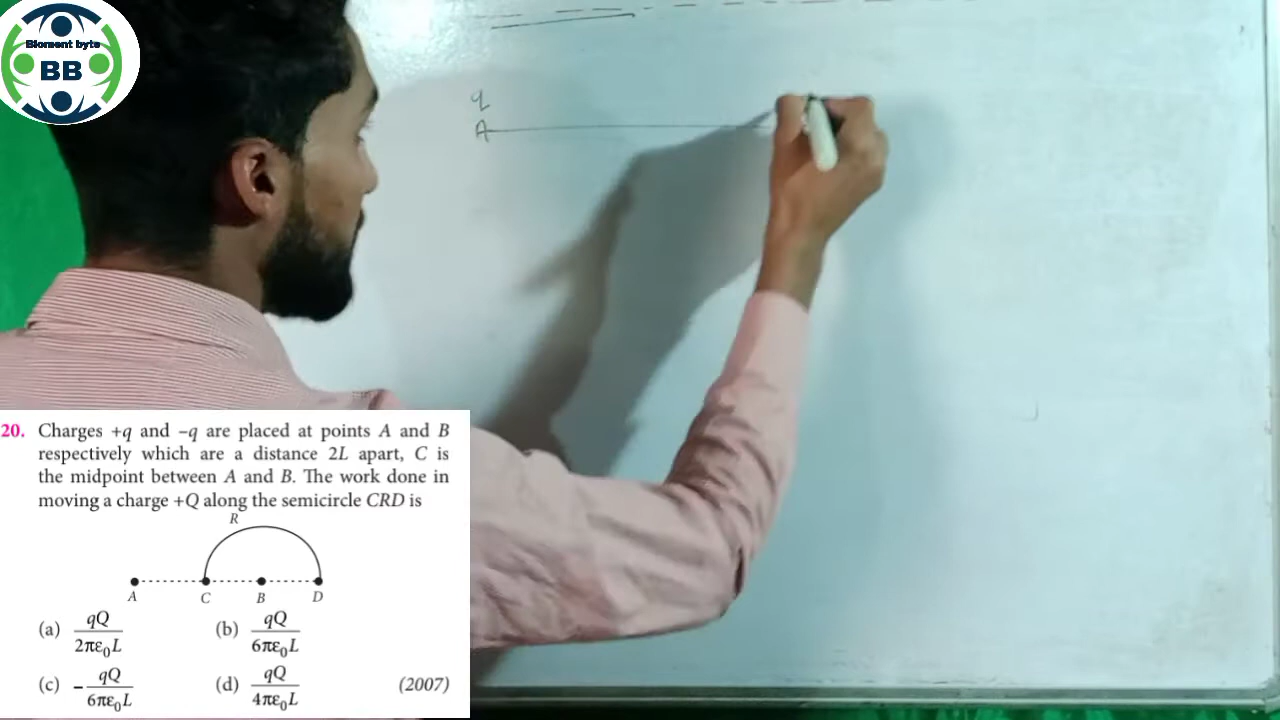 Bioment byte
BB
q
A
20. Charges +q and –q are placed at points A and B
respectively which are a distance 2L apart, C is
the midpoint between A and B. The work done in
moving a charge +Q along the semicircle CRD is
R
A C B D
(a) qQ/2πε₀L (b) qQ/6πε₀L
(c) –qQ/6πε₀L (d) qQ/4πε₀L (2007)